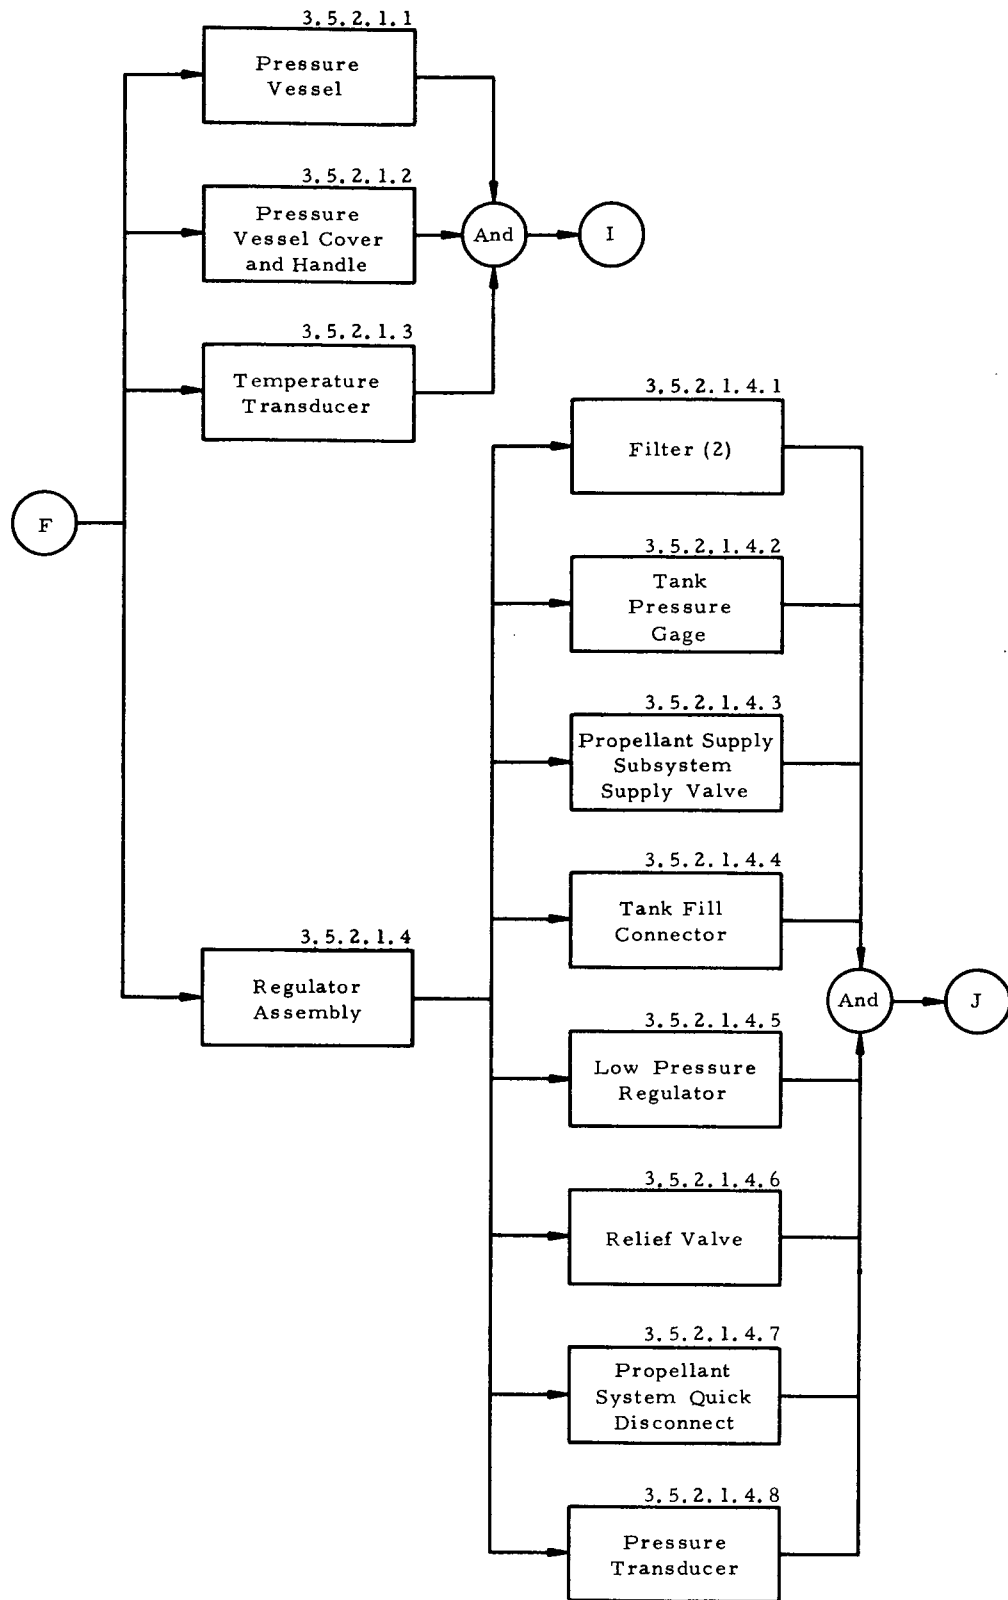 3.5.2.1.1
Pressure
Vessel
3.5.2.1.2
Pressure
Vessel Cover
and Handle
And
I
3.5.2.1.3
Temperature
Transducer
3.5.2.1.4.1
Filter (2)
F
3.5.2.1.4.2
Tank
Pressure
Gage
3.5.2.1.4.3
Propellant Supply
Subsystem
Supply Valve
3.5.2.1.4.4
Tank Fill
Connector
3.5.2.1.4
Regulator
Assembly
And
J
3.5.2.1.4.5
Low Pressure
Regulator
3.5.2.1.4.6
Relief Valve
3.5.2.1.4.7
Propellant
System Quick
Disconnect
3.5.2.1.4.8
Pressure
Transducer